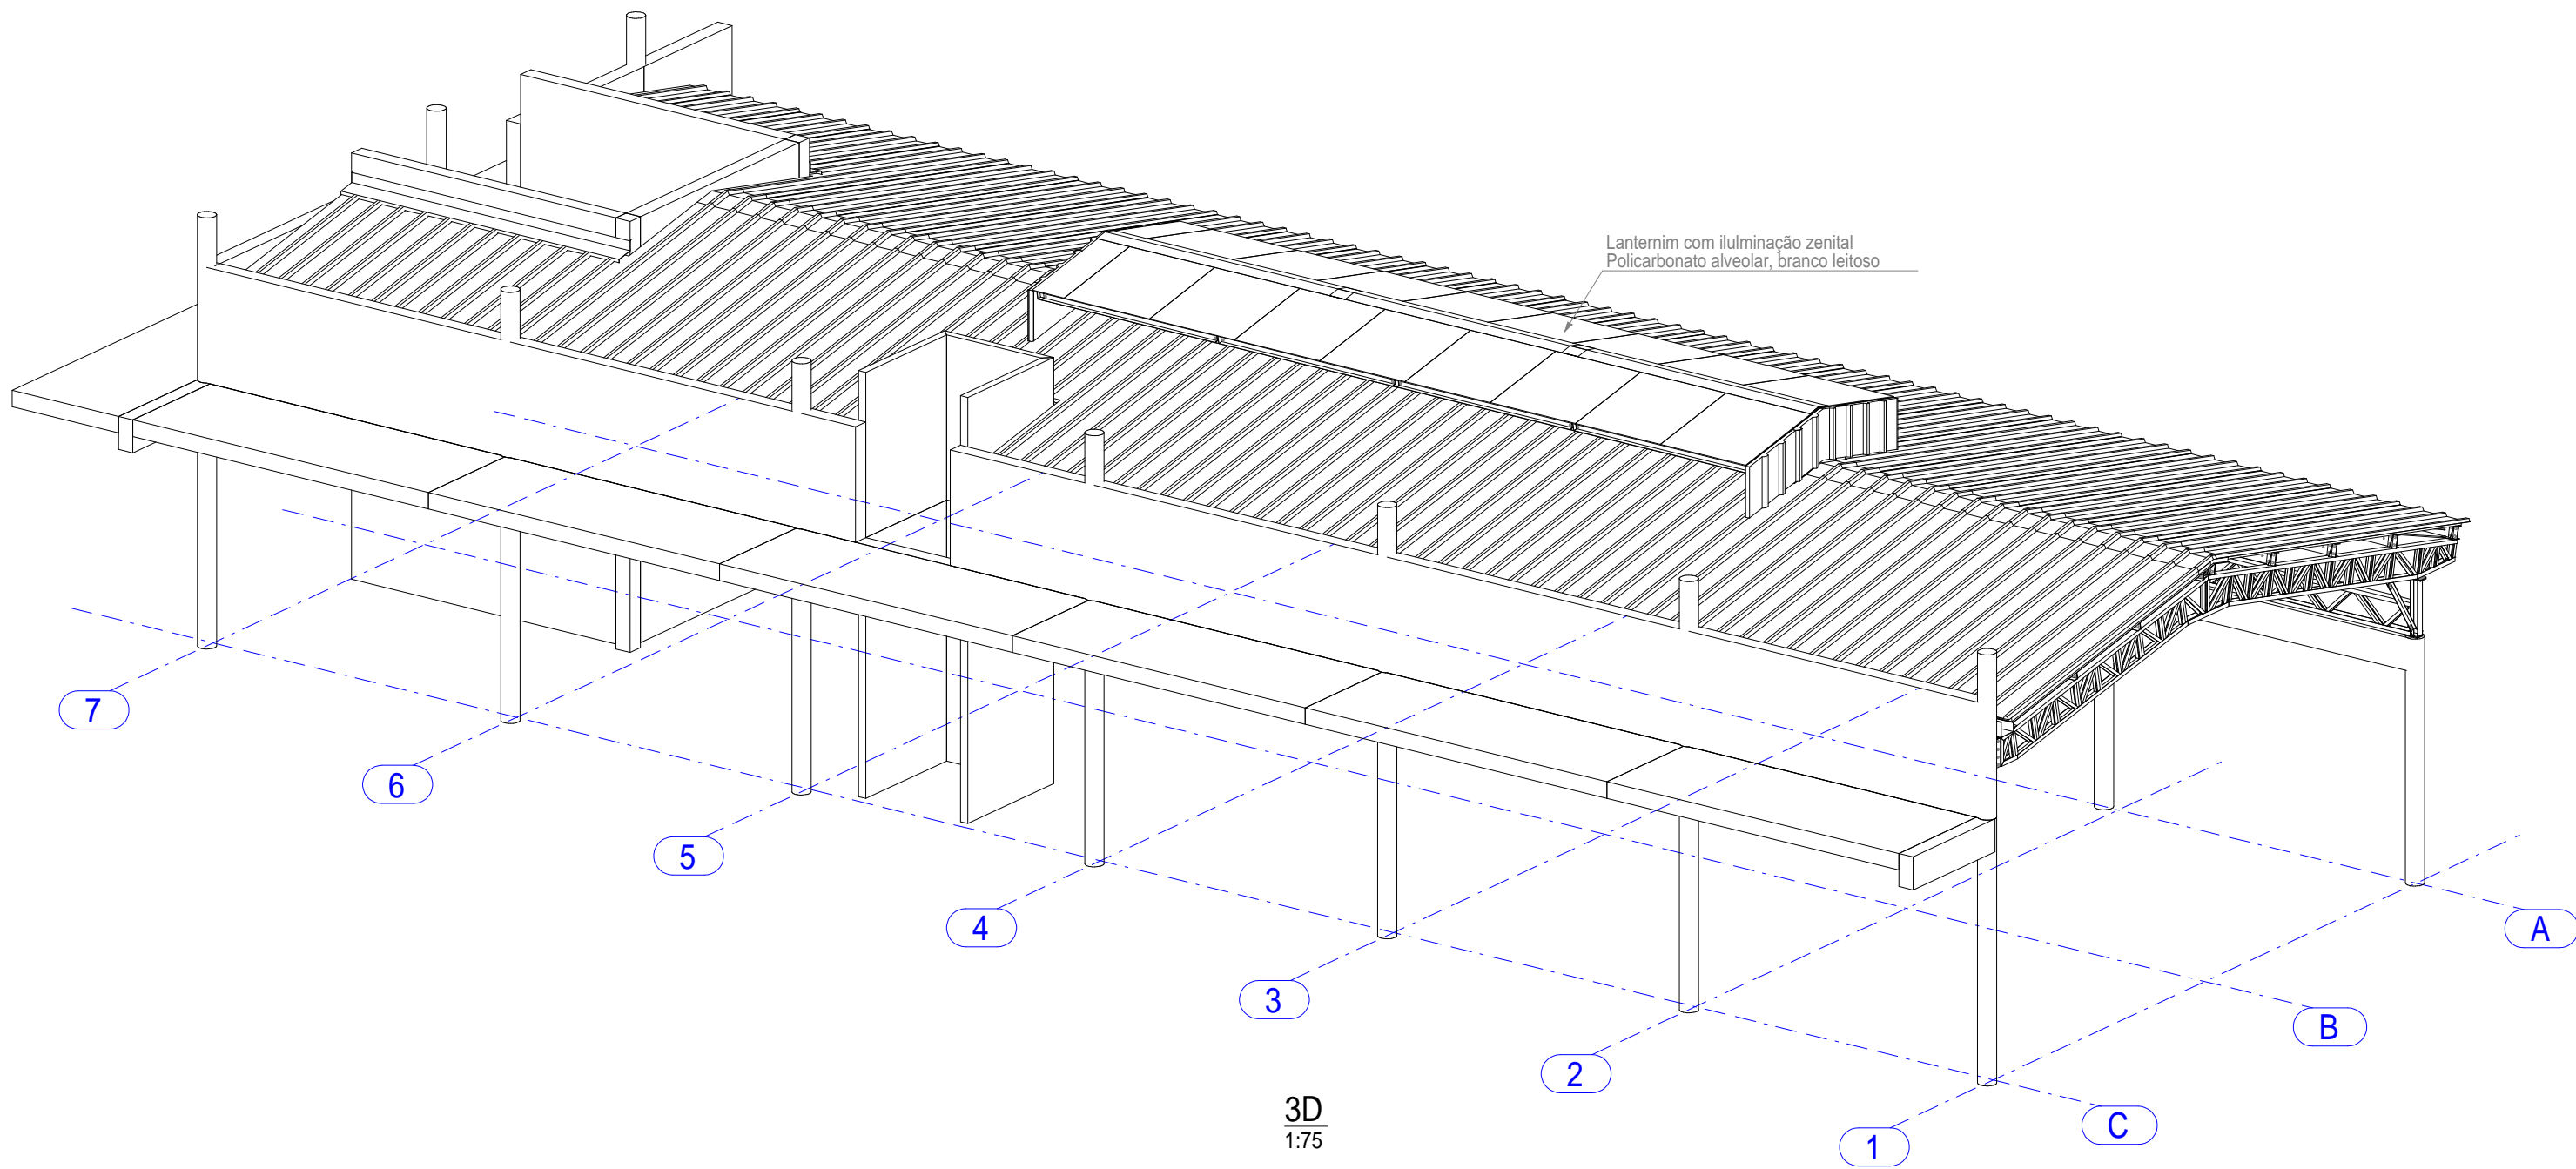 Lanternim com ilulminação zenital
Policarbonato alveolar, branco leitoso
7
6
5
4
3
2
1
A
B
C
3D
1:75